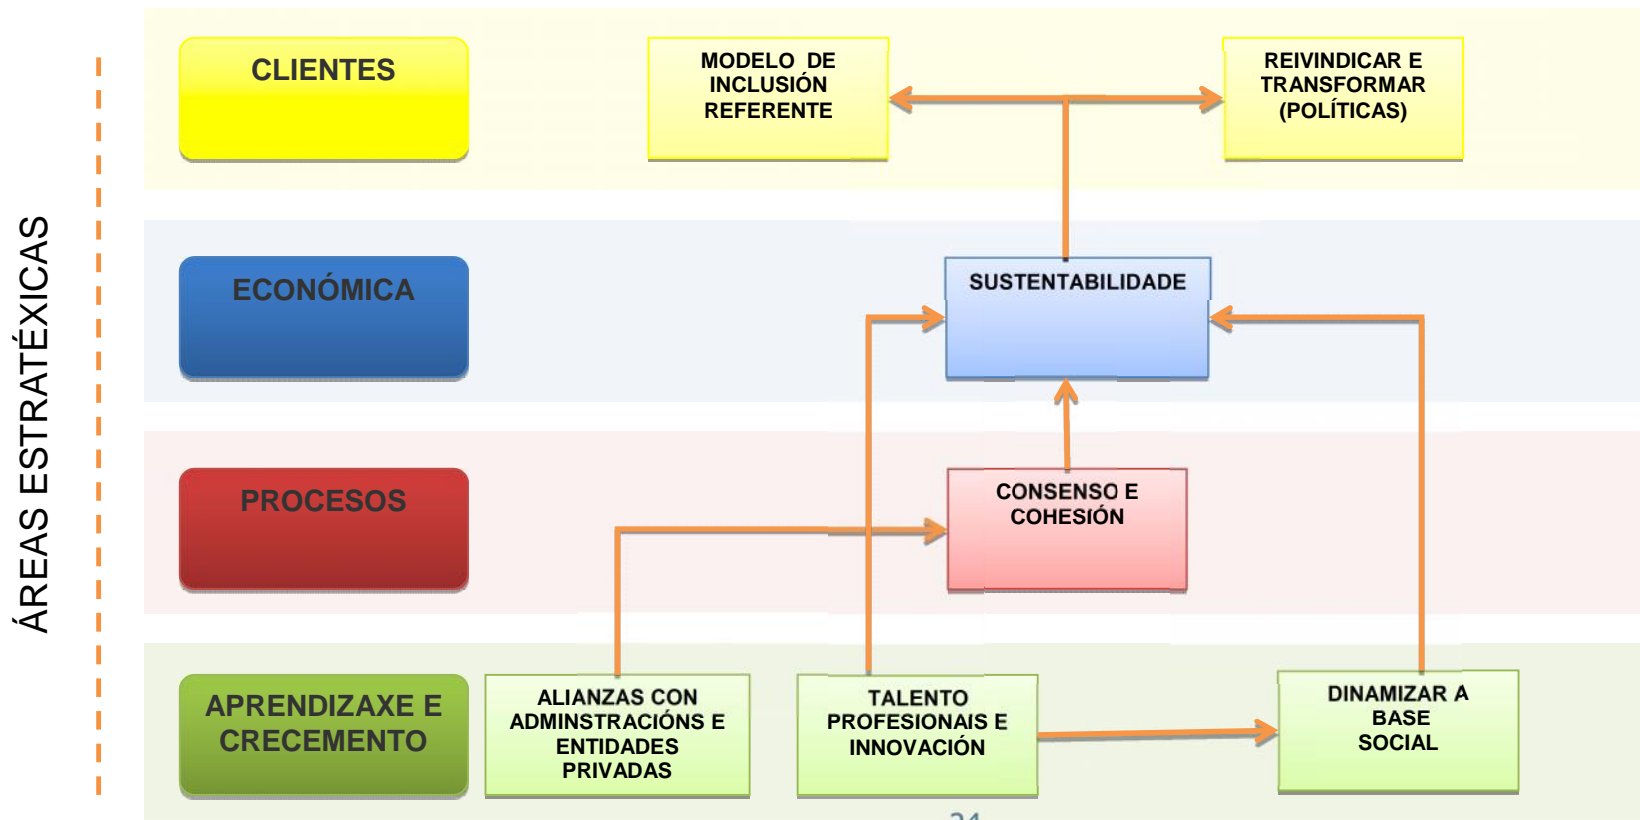 ÁREAS ESTRATÉXICAS
CLIENTES
MODELO DE
INCLUSIÓN
REFERENTE
REIVINDICAR E
TRANSFORMAR
(POLÍTICAS)
ECONÓMICA
SUSTENTABILIDADE
PROCESOS
CONSENSO E
COHESIÓN
APRENDIZAXE E
CRECEMENTO
ALIANZAS CON
ADMINSTRACIÓNS E
ENTIDADES
PRIVADAS
TALENTO
PROFESIONAIS E
INNOVACIÓN
DINAMIZAR A
BASE
SOCIAL